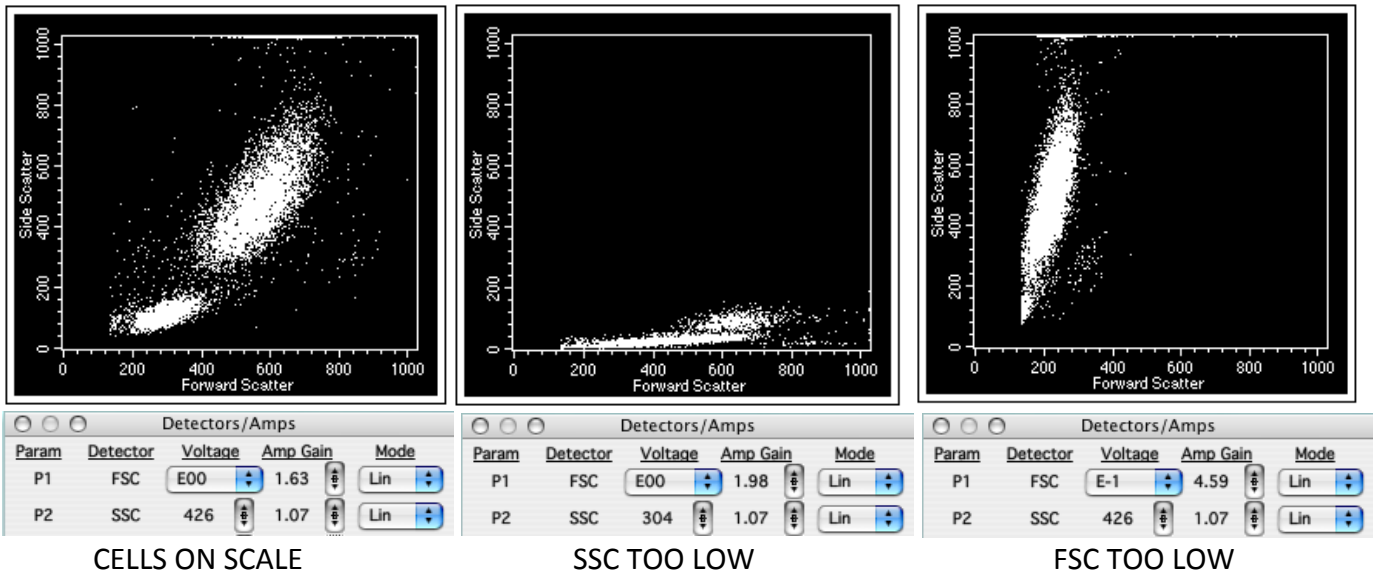 1000
800
600
400
200
0
Side Scatter
0 200 400 600 800 1000
Forward Scatter
Detectors/Amps
Param Detector Voltage Amp Gain Mode
P1 FSC E00 1.63 Lin
P2 SSC 426 1.07 Lin
CELLS ON SCALE
1000
800
600
400
200
0
Side Scatter
0 200 400 600 800 1000
Forward Scatter
Detectors/Amps
Param Detector Voltage Amp Gain Mode
P1 FSC E00 1.98 Lin
P2 SSC 304 1.07 Lin
SSC TOO LOW
1000
800
600
400
200
0
Side Scatter
0 200 400 600 800 1000
Forward Scatter
Detectors/Amps
Param Detector Voltage Amp Gain Mode
P1 FSC E-1 4.59 Lin
P2 SSC 426 1.07 Lin
FSC TOO LOW